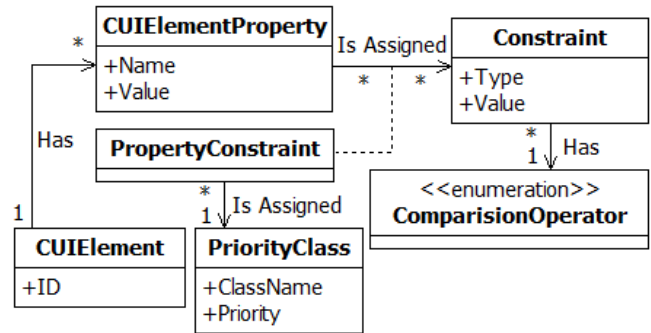 CUIElementProperty
+Name
+Value
* Is Assigned
* *
Constraint
+Type
+Value
Has
PropertyConstraint
*
1 Has
*
1 Is Assigned
<<enumeration>>
ComparisionOperator
1
CUIElement
+ID
PriorityClass
+ClassName
+Priority